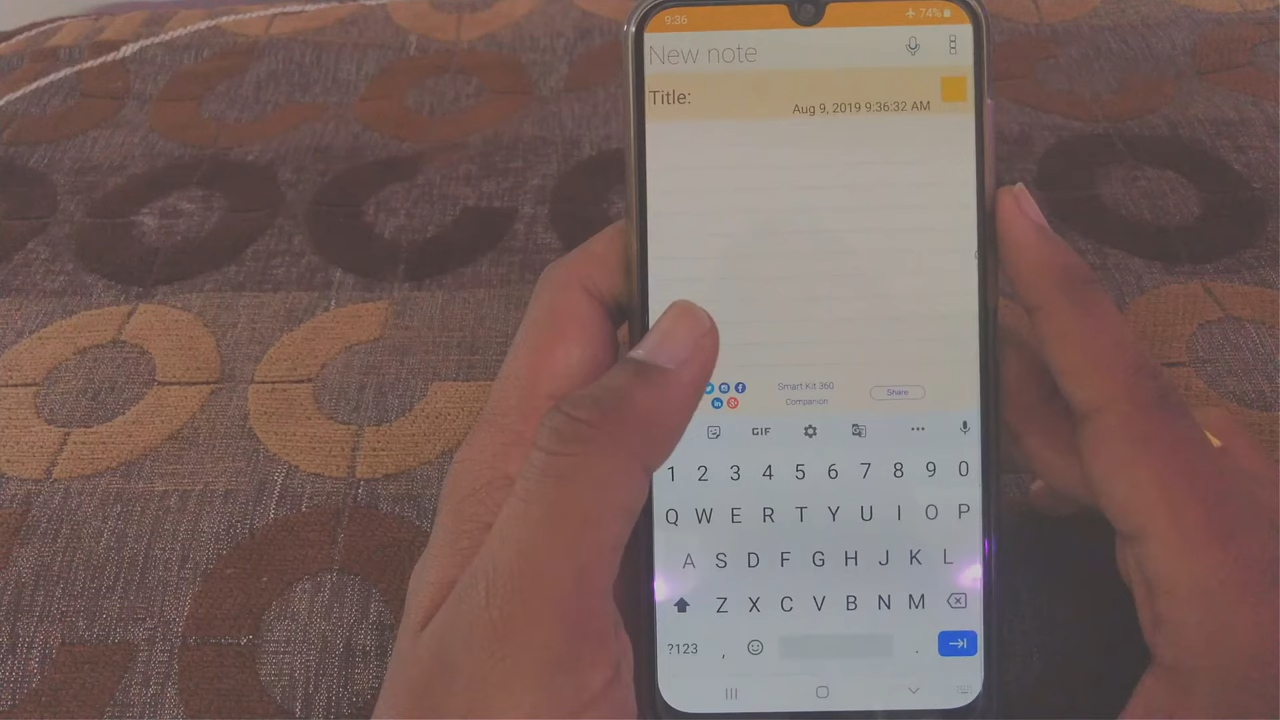 9:36 74%
New note
Title:
Aug 9, 2019 9:36:32 AM
Smart Kit 360
Companion
Share
GIF
1 2 3 4 5 6 7 8 9 0
Q W E R T Y U I O P
A S D F G H J K L
Z X C V B N M
?123 , .